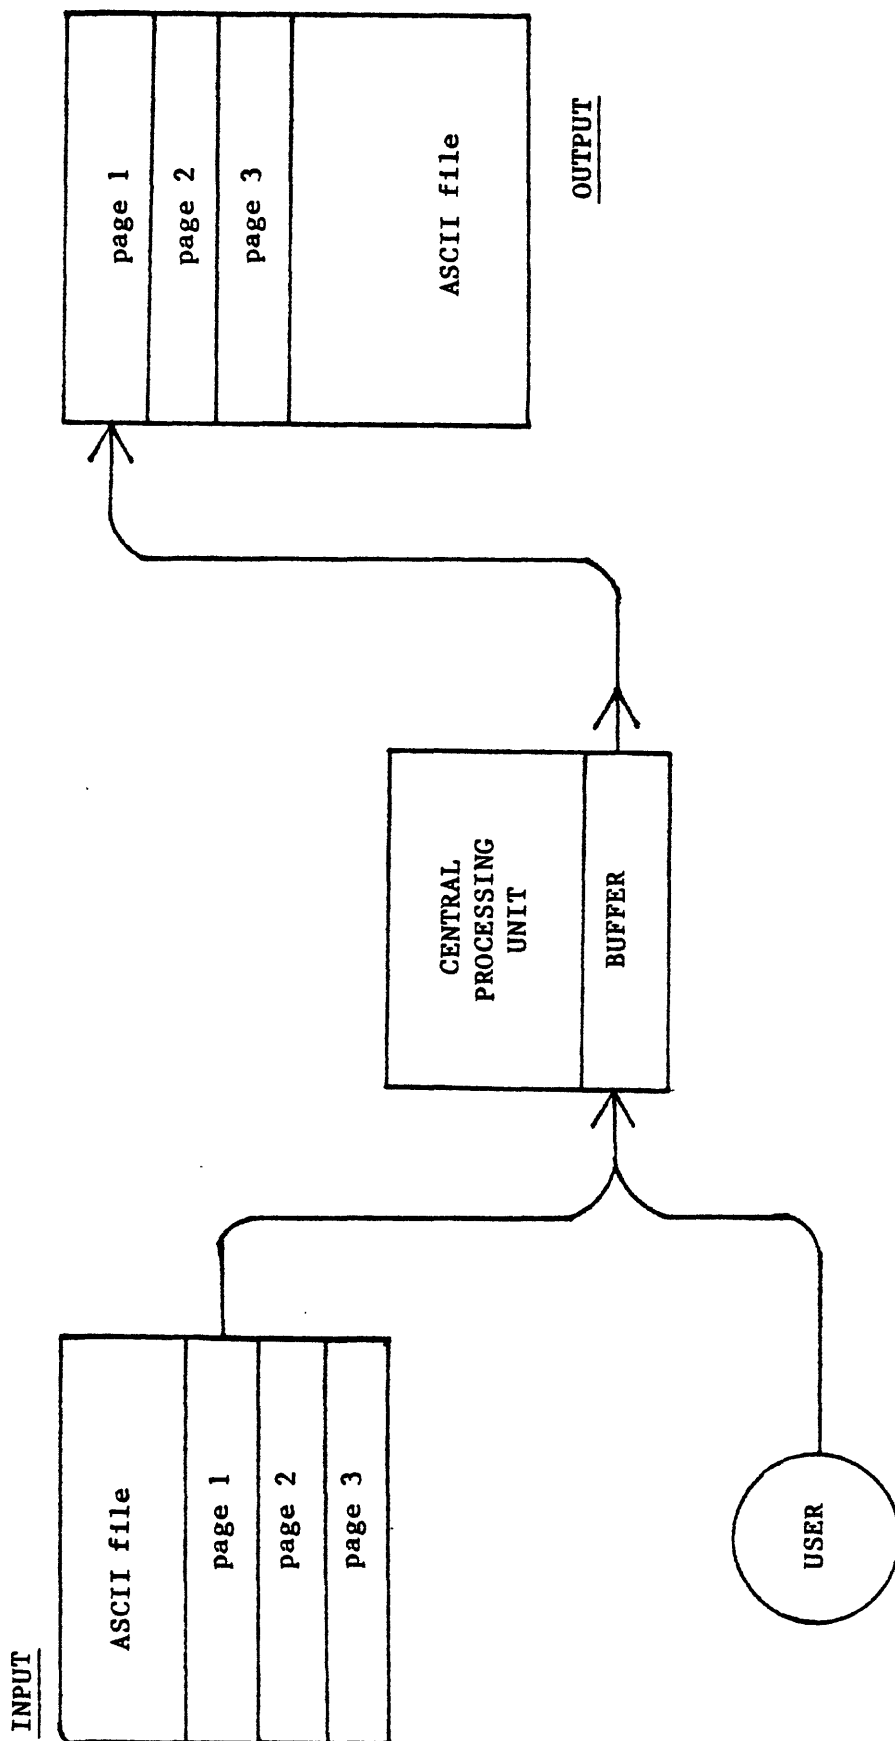 INPUT
ASCII file
page 1
page 2
page 3
USER
CENTRAL
PROCESSING
UNIT
BUFFER
page 1
page 2
page 3
ASCII file
OUTPUT